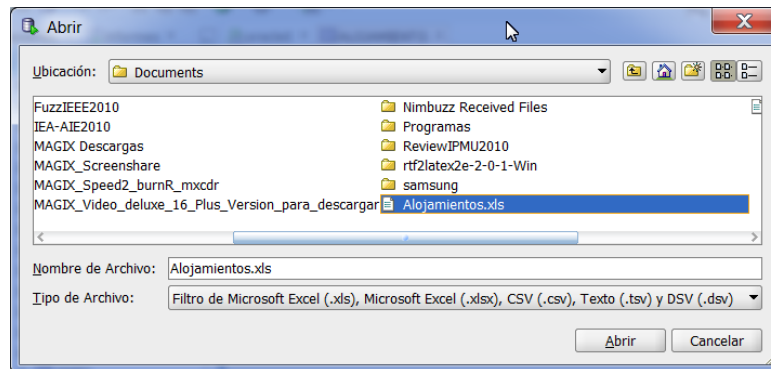 Abrir
Ubicación: Documents
FuzzIEEE2010
IEA-AIE2010
MAGIX Descargas
MAGIX_Screenshare
MAGIX_Speed2_burnR_mxcdr
MAGIX_Video_deluxe_16_Plus_Version_para_descargar
Nimbuzz Received Files
Programas
ReviewIPMU2010
rtf2latex2e-2-0-1-Win
samsung
Alojamientos.xls
Nombre de Archivo: Alojamientos.xls
Tipo de Archivo: Filtro de Microsoft Excel (.xls), Microsoft Excel (.xlsx), CSV (.csv), Texto (.tsv) y DSV (.dsv)
Abrir Cancelar